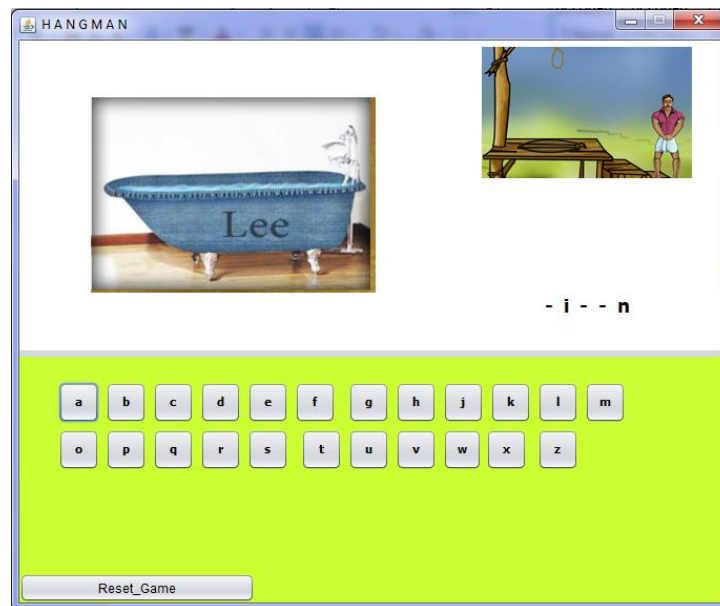 HANGMAN
Lee
- i - - n
a b c d e f g h j k l m
o p q r s t u v w x z
Reset_Game